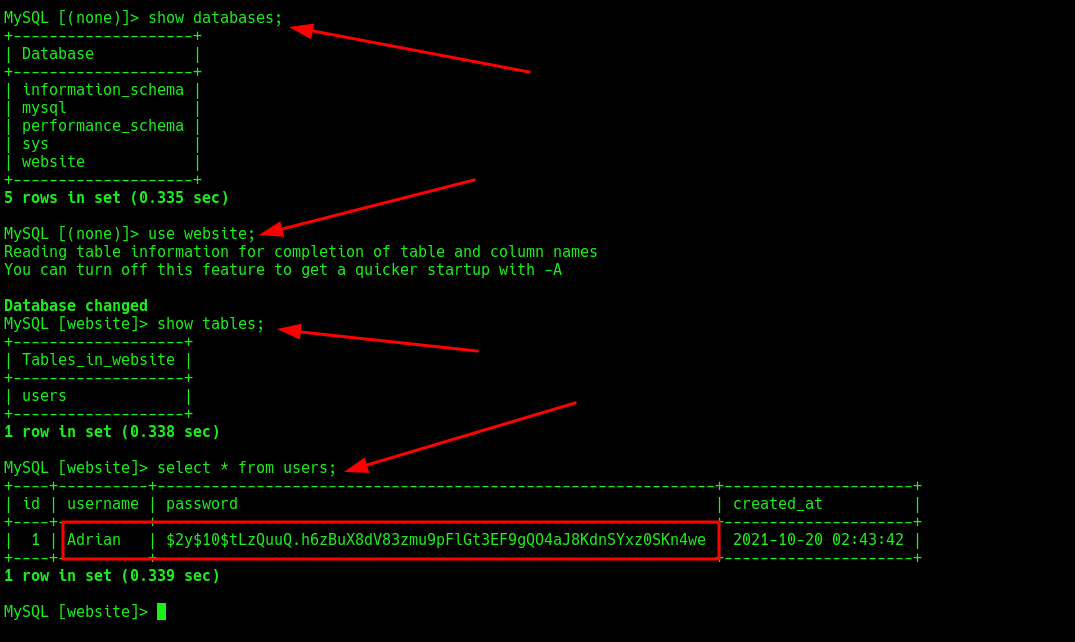 MySQL [(none)]> show databases;
+--------------------+
| Database           |
+--------------------+
| information_schema |
| mysql              |
| performance_schema |
| sys                |
| website            |
+--------------------+
5 rows in set (0.335 sec)
MySQL [(none)]> use website;
Reading table information for completion of table and column names
You can turn off this feature to get a quicker startup with -A
Database changed
MySQL [website]> show tables;
+-------------------+
| Tables_in_website |
+-------------------+
| users             |
+-------------------+
1 row in set (0.338 sec)
MySQL [website]> select * from users;
+----+----------+--------------------------------------------------------------+---------------------+
| id | username | password                                                     | created_at          |
+----+----------+--------------------------------------------------------------+---------------------+
|  1 | Adrian   | $2y$10$tLzQuuQ.h6zBuX8dV83zmu9pFlGt3EF9gQO4aJ8KdnSYxz0SKn4we | 2021-10-20 02:43:42 |
+----+----------+--------------------------------------------------------------+---------------------+
1 row in set (0.339 sec)
MySQL [website]>